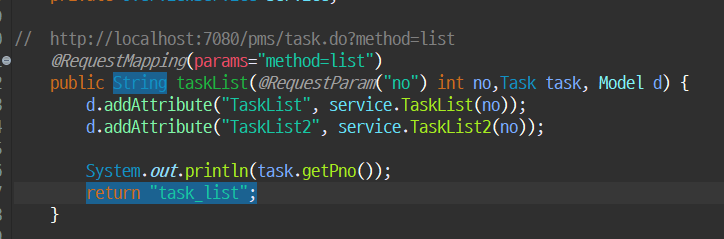 //  http://localhost:7080/pms/task.do?method=list
@RequestMapping(params="method=list")
public String taskList(@RequestParam("no") int no,Task task, Model d) {
d.addAttribute("TaskList", service.TaskList(no));
d.addAttribute("TaskList2", service.TaskList2(no));
System.out.println(task.getPno());
return "task_list";
}